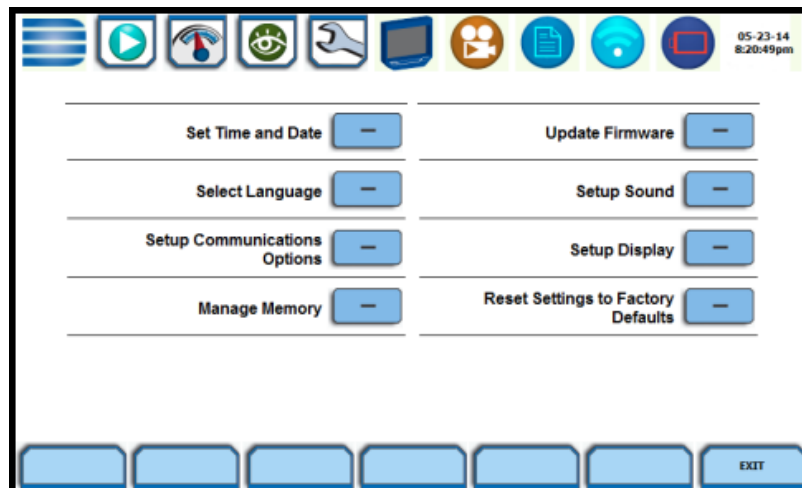 05-23-14
8:20:49pm
Set Time and Date
Update Firmware
Select Language
Setup Sound
Setup Communications
Options
Setup Display
Manage Memory
Reset Settings to Factory
Defaults
EXIT